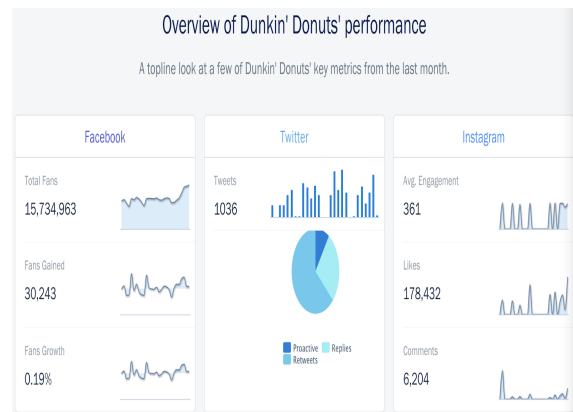 Overview of Dunkin' Donuts' performance
A topline look at a few of Dunkin' Donuts' key metrics from the last month.
Facebook
Total Fans
15,734,963
Fans Gained
30,243
Fans Growth
0.19%
Twitter
Tweets
1036
Proactive Replies
Retweets
Instagram
Avg. Engagement
361
Likes
178,432
Comments
6,204